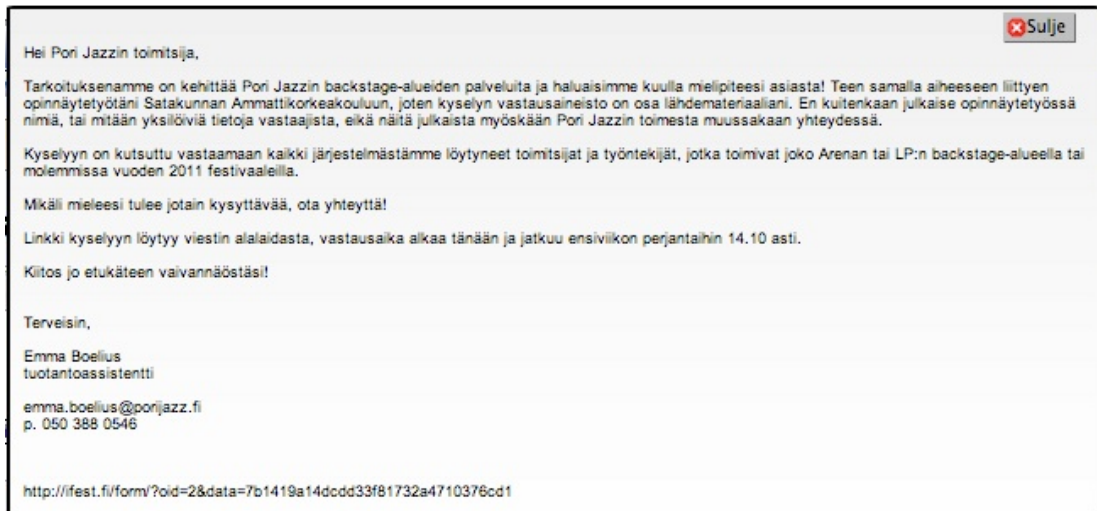 Sulje
Hei Pori Jazzin toimitsija,
Tarkoituksenamme on kehittää Pori Jazzin backstage-alueiden palveluita ja haluaisimme kuulla mielipiteesi asiasta! Teen samalla aiheeseen liittyen
opinnäytetyötäni Satakunnan Ammattikorkeakouluun, joten kyselyn vastausaineisto on osa lähdemateriaaliani. En kuitenkaan julkaise opinnäytetyössä
nimiä, tai mitään yksilöiviä tietoja vastaajista, eikä näitä julkaista myöskään Pori Jazzin toimesta muussakaan yhteydessä.
Kyselyyn on kutsuttu vastaamaan kaikki järjestelmästämme löytyneet toimitsijat ja työntekijät, jotka toimivat joko Arenan tai LP:n backstage-alueella tai
molemmissa vuoden 2011 festivaaleilla.
Mikäli mieleesi tulee jotain kysyttävää, ota yhteyttä!
Linkki kyselyyn löytyy viestin alalaidasta, vastausaika alkaa tänään ja jatkuu ensiviikon perjantaihin 14.10 asti.
Kiitos jo etukäteen vaivannäöstäsi!
Terveisin,
Emma Boelius
tuotantoassistentti
emma.boelius@porijazz.fi
p. 050 388 0546
http://ifest.fi/form/?oid=2&data=7b1419a14dcdd33f81732a4710376cd1